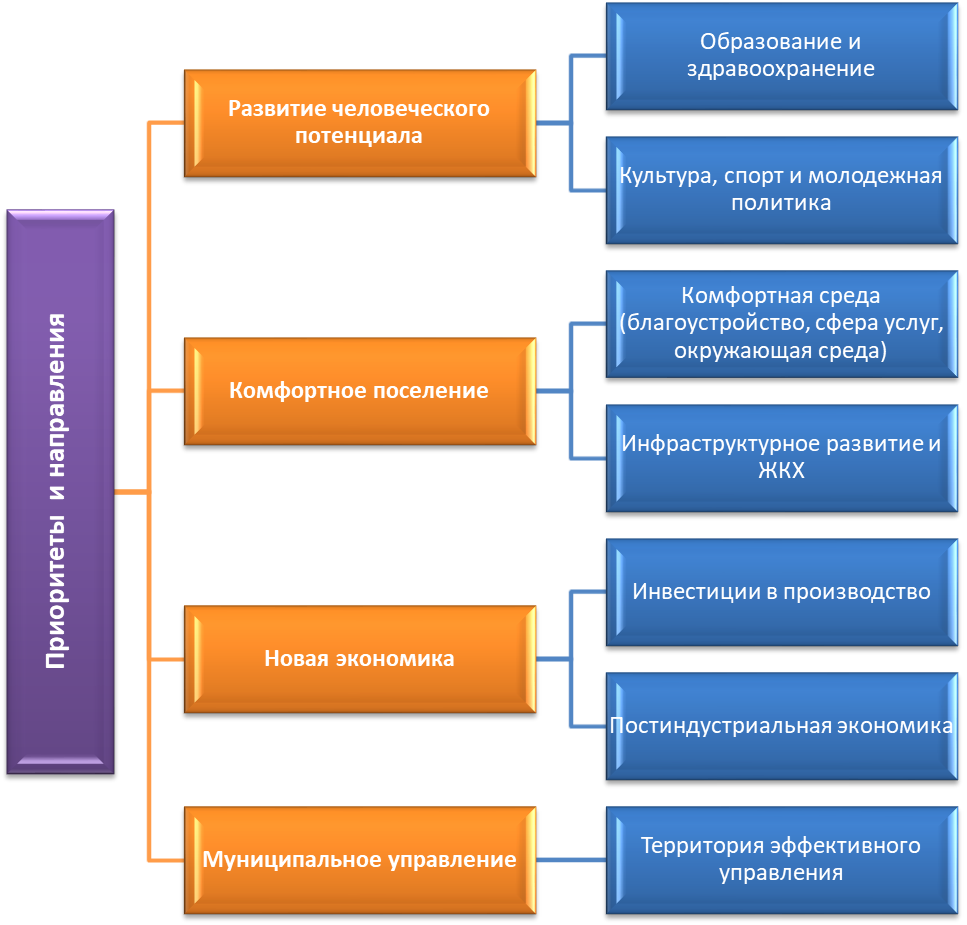 Приоритеты и направления
Развитие человеческого
потенциала
Образование и
здравоохранение
Культура, спорт и молодежная
политика
Комфортное поселение
Комфортная среда
(благоустройство, сфера услуг,
окружающая среда)
Инфраструктурное развитие и
ЖКХ
Новая экономика
Инвестиции в производство
Постиндустриальная экономика
Муниципальное управление
Территория эффективного
управления